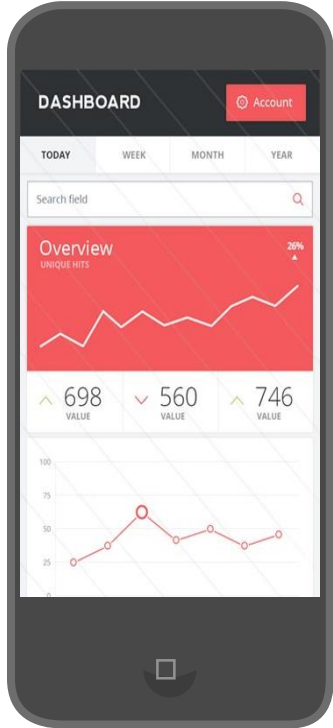 DASHBOARD
Account
TODAY WEEK MONTH YEAR
Search field
Overview
26%
UNIQUE HITS
698 560 746
VALUE VALUE VALUE
100
75
50
25
0